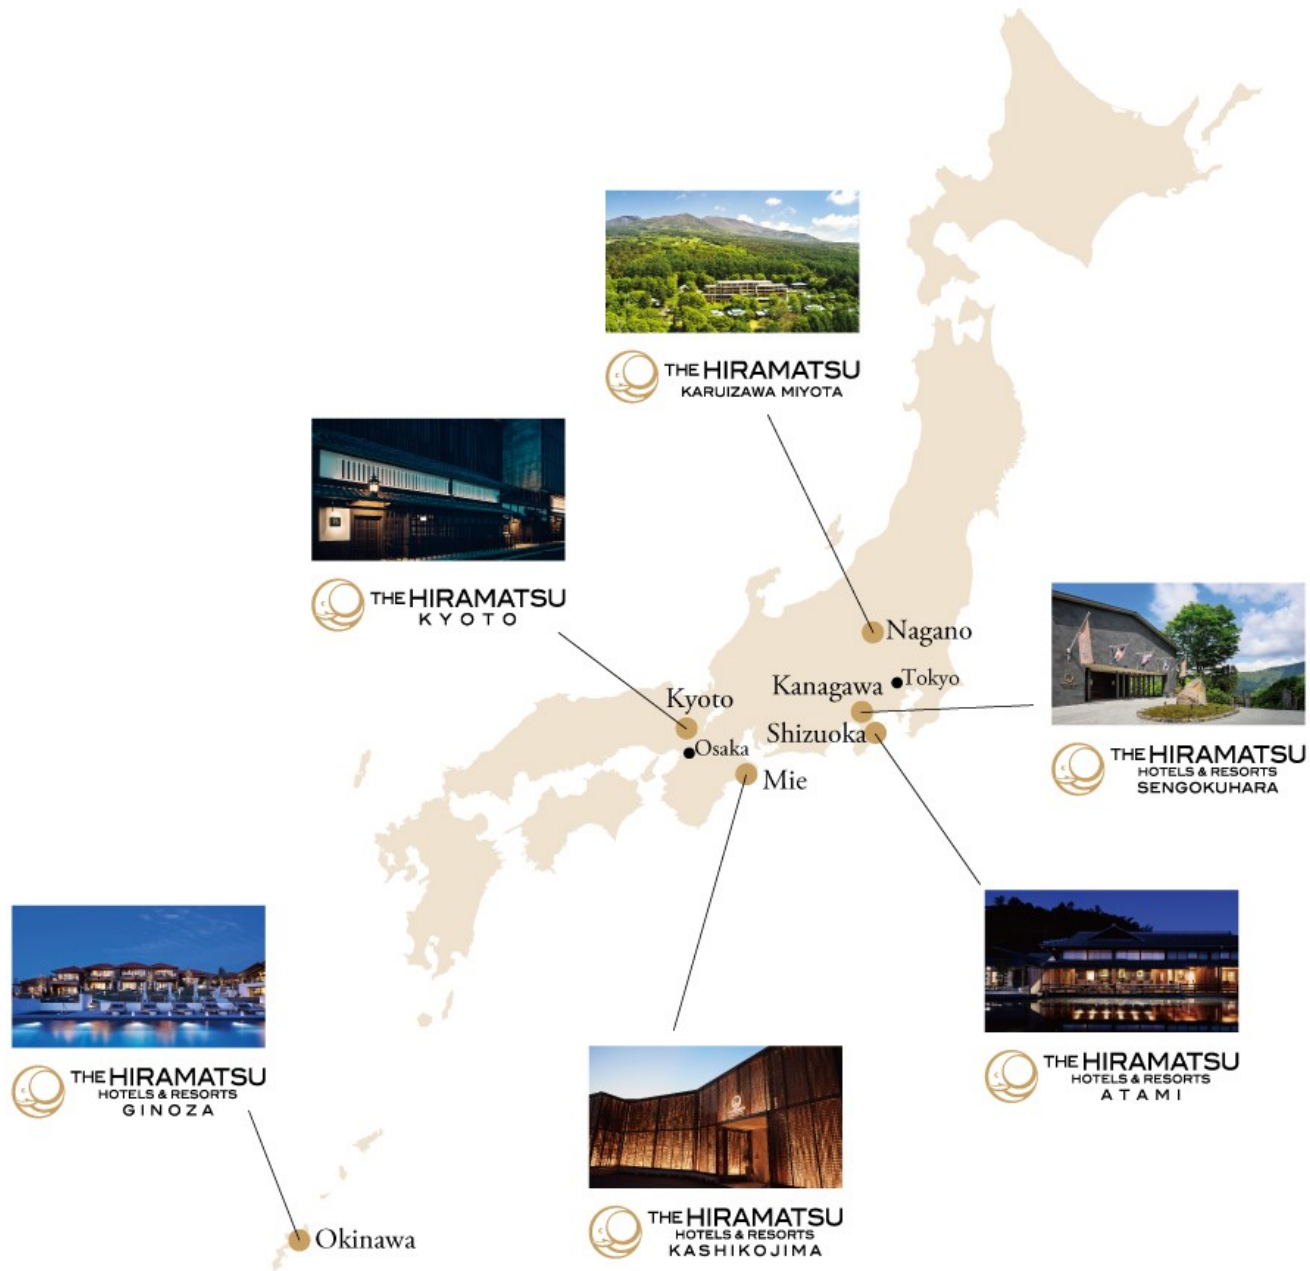 THE HIRAMATSU
KARUIZAWA MIYOTA
THE HIRAMATSU
KYOTO
Nagano
Tokyo
Kanagawa
Kyoto
Shizuoka
Osaka
Mie
THE HIRAMATSU
HOTELS & RESORTS
SENGOKUHARA
THE HIRAMATSU
HOTELS & RESORTS
GINOZA
THE HIRAMATSU
HOTELS & RESORTS
ATAMI
THE HIRAMATSU
HOTELS & RESORTS
KASHIKOJIMA
Okinawa